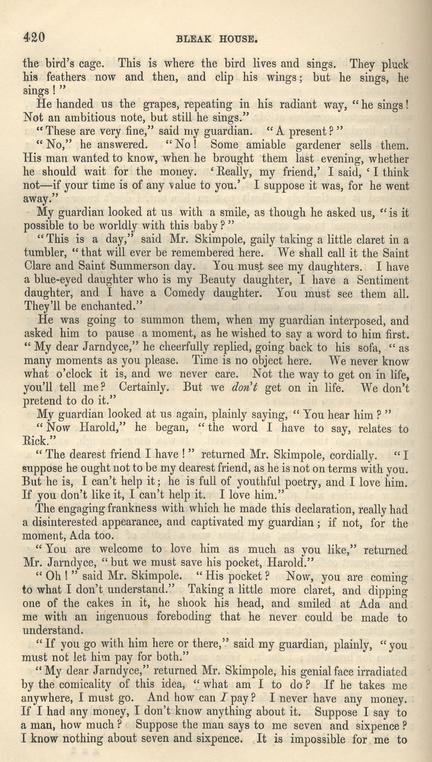 420
BLEAK HOUSE.
the bird's cage. This is where the bird lives and sings. They pluck
his feathers now and then, and clip his wings; but he sings, he
sings!"
He handed us the grapes, repeating in his radiant way, "he sings!
Not an ambitious note, but still he sings."
"These are very fine," said my guardian. "A present?"
"No," he answered. "No! Some amiable gardener sells them.
His man wanted to know, when he brought them last evening, whether
he should wait for the money. 'Really, my friend,' I said, 'I think
not—if your time is of any value to you.' I suppose it was, for he went
away."
My guardian looked at us with a smile, as though he asked us, "is it
possible to be worldly with this baby?"
"This is a day," said Mr. Skimpole, gaily taking a little claret in a
tumbler, "that will ever be remembered here. We shall call it the Saint
Clare and Saint Summerson day. You must see my daughters. I have
a blue-eyed daughter who is my Beauty daughter, I have a Sentiment
daughter, and I have a Comedy daughter. You must see them all.
They'll be enchanted."
He was going to summon them, when my guardian interposed, and
asked him to pause a moment, as he wished to say a word to him first.
"My dear Jarndyce," he cheerfully replied, going back to his sofa, "as
many moments as you please. Time is no object here. We never know
what o'clock it is, and we never care. Not the way to get on in life,
you'll tell me? Certainly. But we don't get on in life. We don't
pretend to do it."
My guardian looked at us again, plainly saying, "You hear him?"
"Now Harold," he began, "the word I have to say, relates to
Rick."
"The dearest friend I have!" returned Mr. Skimpole, cordially. "I
suppose he ought not to be my dearest friend, as he is not on terms with you.
But he is, I can't help it; he is full of youthful poetry, and I love him.
If you don't like it, I can't help it. I love him."
The engaging frankness with which he made this declaration, really had
a disinterested appearance, and captivated my guardian; if not, for the
moment, Ada too.
"You are welcome to love him as much as you like," returned
Mr. Jarndyce, "but we must save his pocket, Harold."
"Oh!" said Mr. Skimpole. "His pocket? Now, you are coming
to what I don't understand." Taking a little more claret, and dipping
one of the cakes in it, he shook his head, and smiled at Ada and
me with an ingenuous foreboding that he never could be made to
understand.
"If you go with him here or there," said my guardian, plainly, "you
must not let him pay for both."
"My dear Jarndyce," returned Mr. Skimpole, his genial face irradiated
by the comicality of this idea, "what am I to do? If he takes me
anywhere, I must go. And how can I pay? I never have any money.
If I had any money, I don't know anything about it. Suppose I say to
a man, how much? Suppose the man says to me seven and sixpence?
I know nothing about seven and sixpence. It is impossible for me to